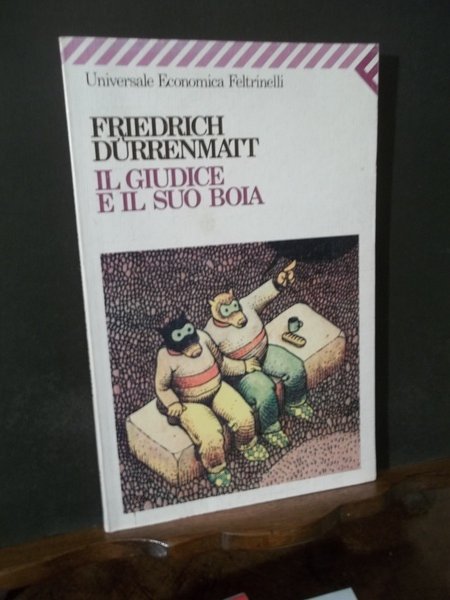 Universale Economica Feltrinelli
FRIEDRICH
DÜRRENMATT
IL GIUDICE
E IL SUO BOIA